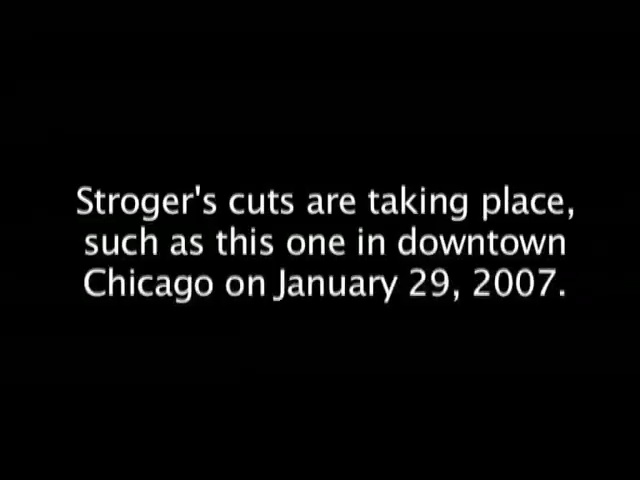 Stroger's cuts are taking place,
such as this one in downtown
Chicago on January 29, 2007.